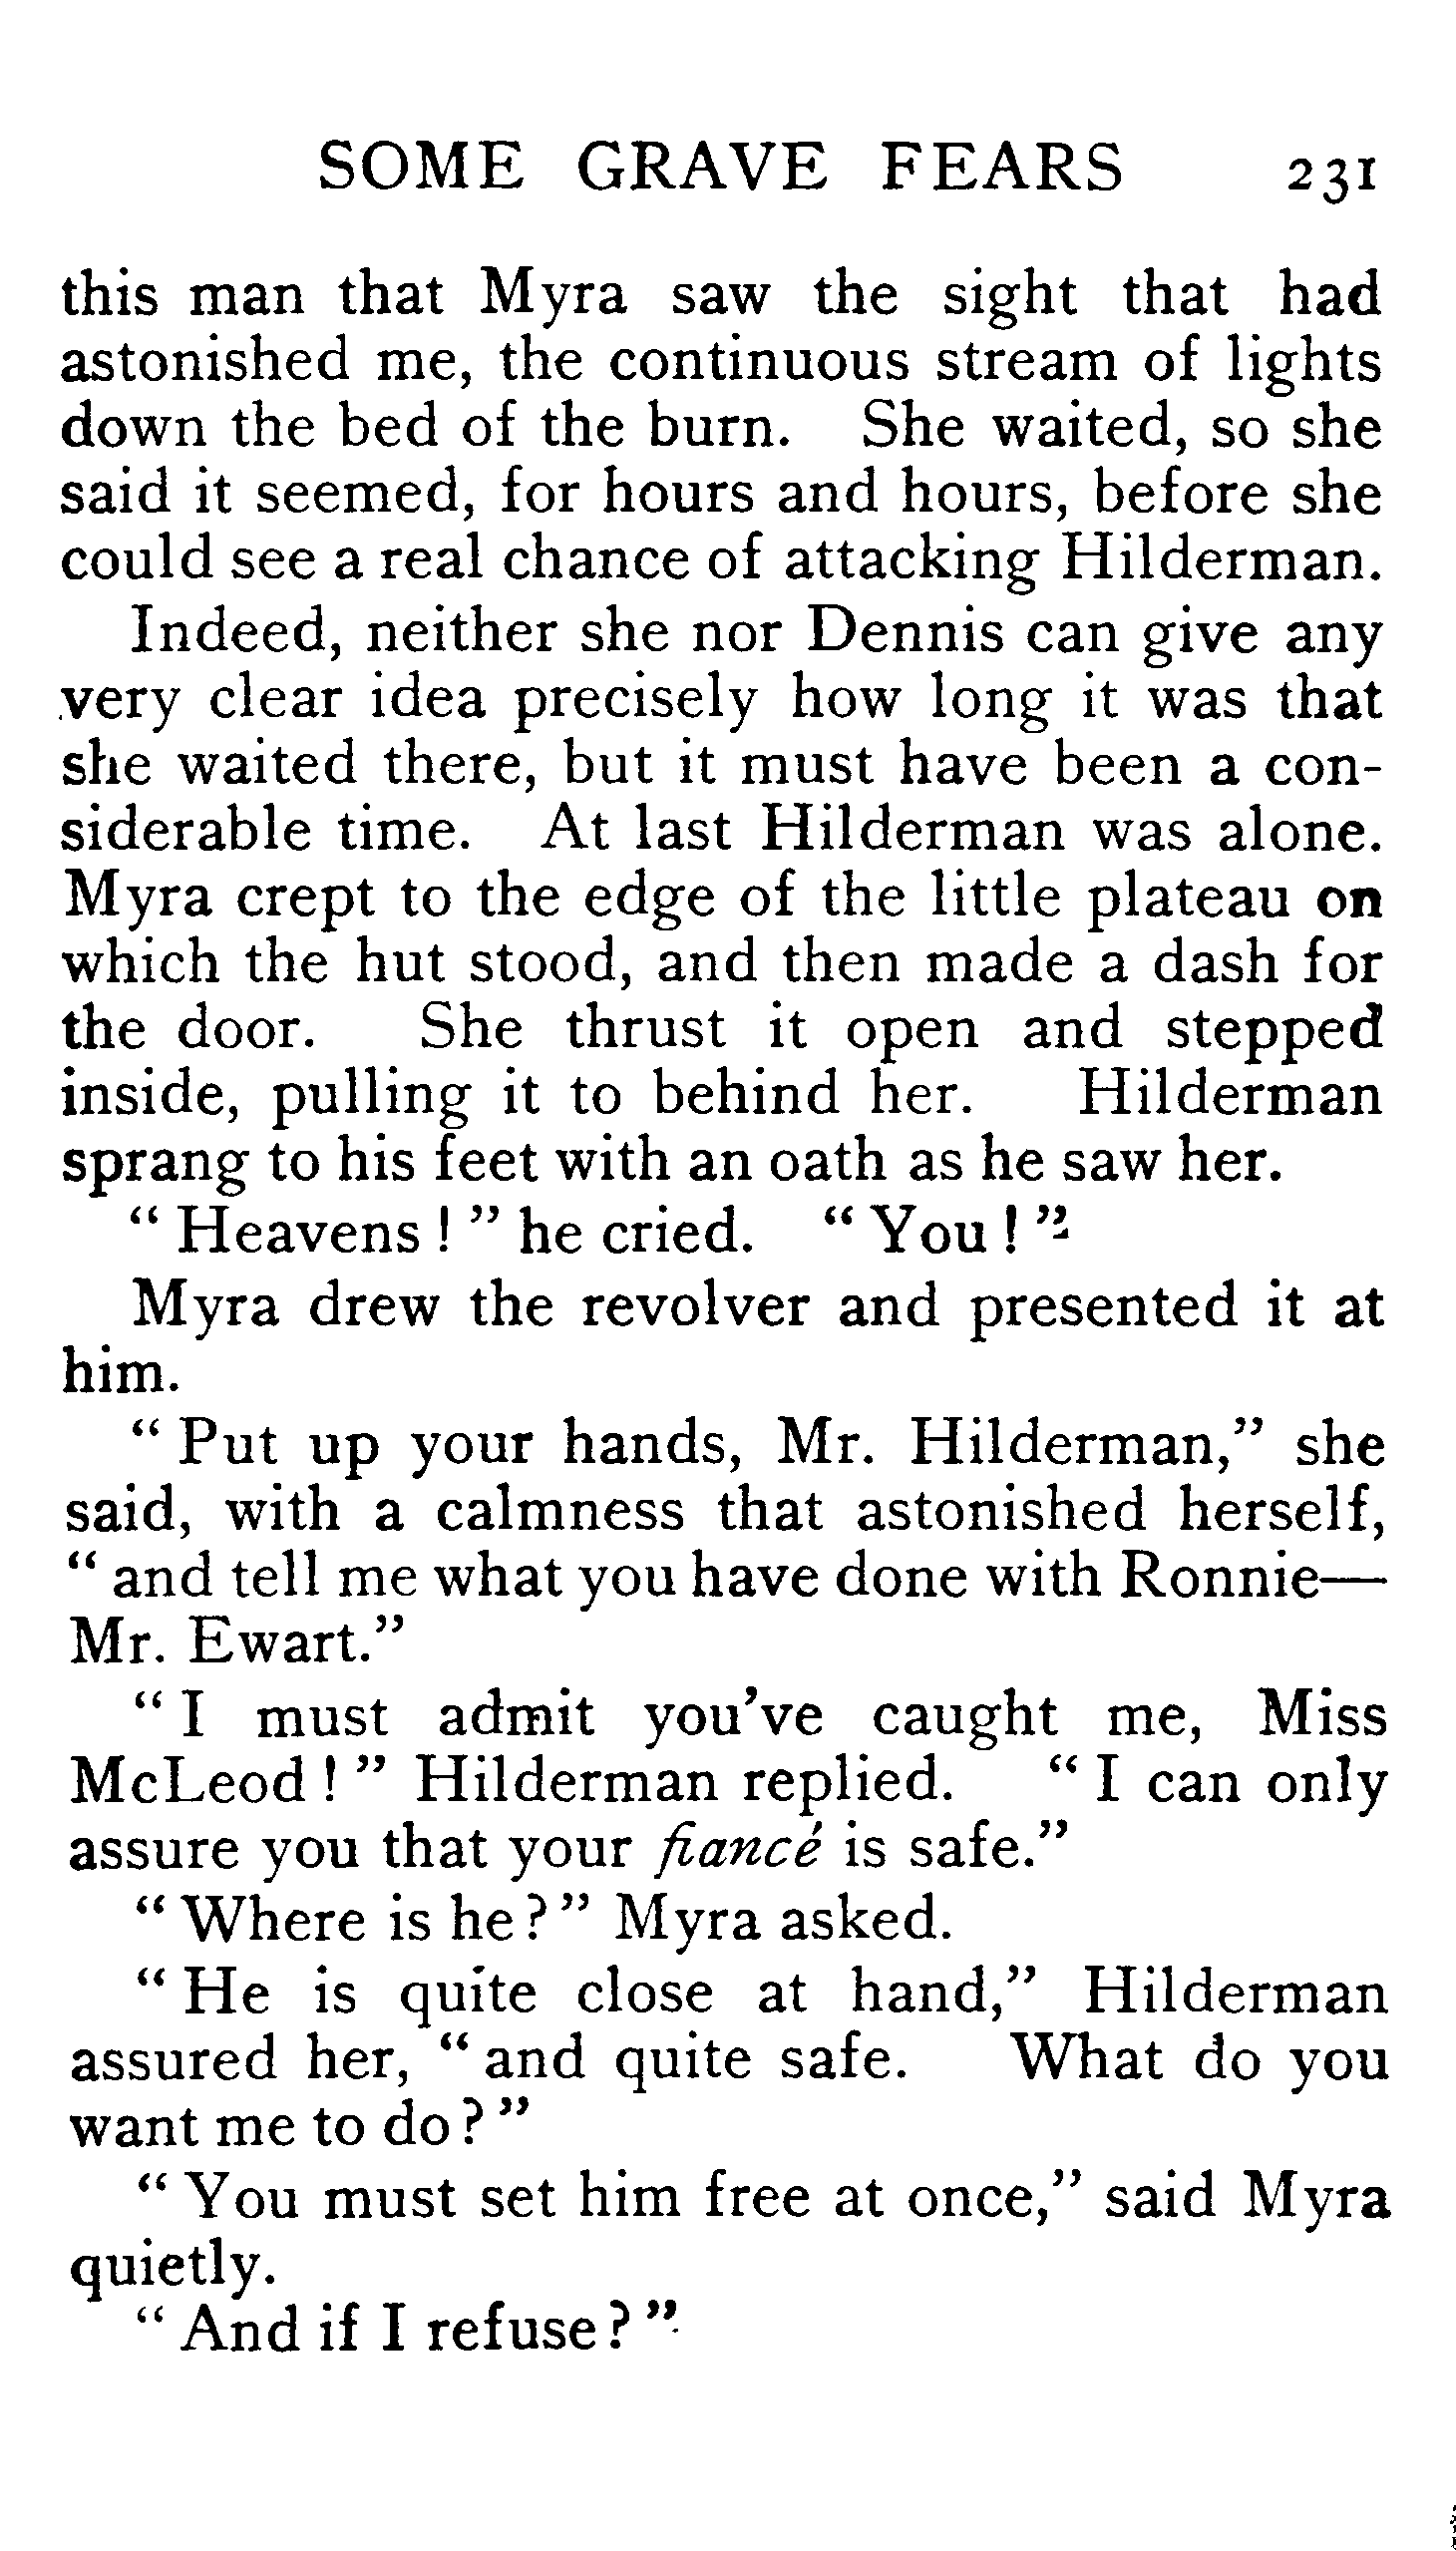 SOME GRAVE FEARS 231
this man that Myra saw the sight that had
astonished me, the continuous stream of lights
down the bed of the burn. She waited, so she
said it seemed, for hours and hours, before she
could see a real chance of attacking Hilderman.
Indeed, neither she nor Dennis can give any
very clear idea precisely how long it was that
she waited there, but it must have been a con-
siderable time. At last Hilderman was alone.
Myra crept to the edge of the little plateau on
which the hut stood, and then made a dash for
the door. She thrust it open and stepped
inside, pulling it to behind her. Hilderman
sprang to his feet with an oath as he saw her.
“ Heavens ! ” he cried. “ You ! ”
Myra drew the revolver and presented it at
him.
“ Put up your hands, Mr. Hilderman,” she
said, with a calmness that astonished herself,
“ and tell me what you have done with Ronnie—
Mr. Ewart.”
“ I must admit you’ve caught me, Miss
McLeod ! ” Hilderman replied. “ I can only
assure you that your fiancé is safe.”
“ Where is he ? ” Myra asked.
“ He is quite close at hand,” Hilderman
assured her, “ and quite safe. What do you
want me to do ? ”
“ You must set him free at once,” said Myra
quietly.
“ And if I refuse ? ”